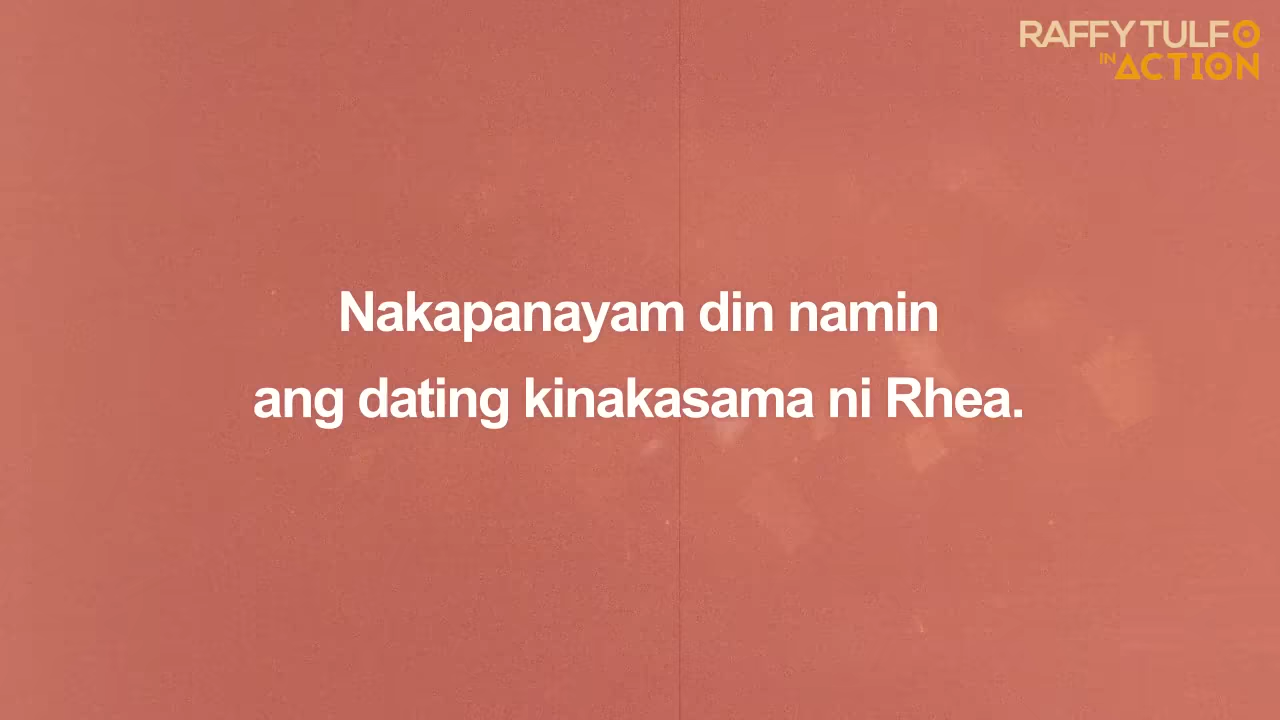 RAFFY TULFO
IN ACTION
Nakapanayam din namin
ang dating kinakasama ni Rhea.